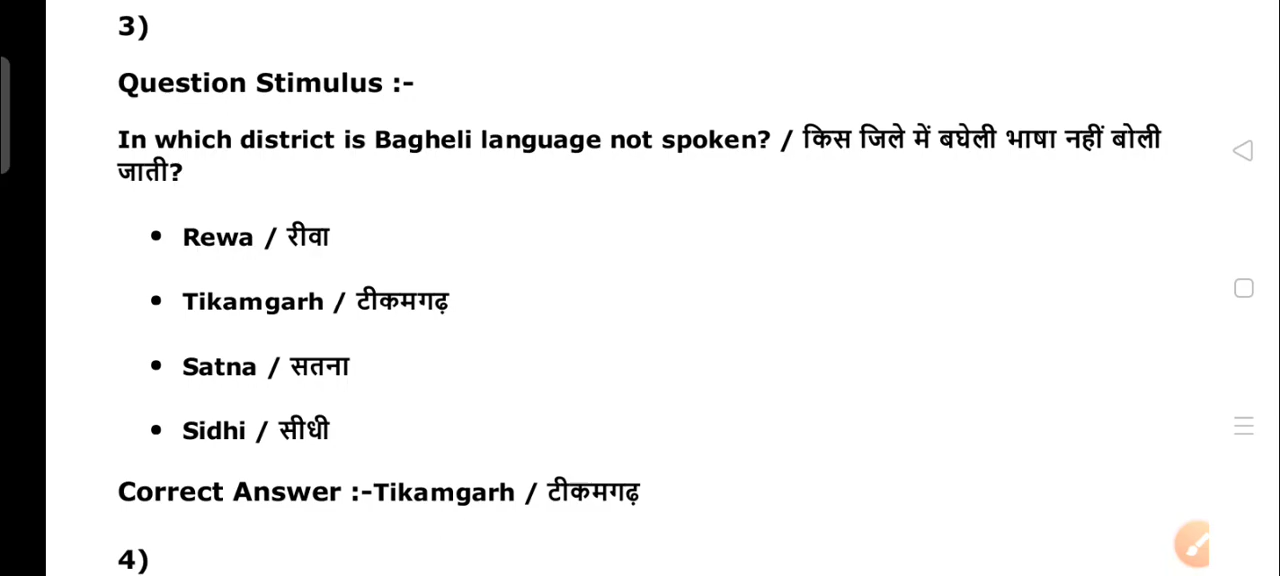 3)
Question Stimulus :-
In which district is Bagheli language not spoken? / किस जिले में बघेली भाषा नहीं बोली
जाती?
• Rewa / रीवा
• Tikamgarh / टीकमगढ़
• Satna / सतना
• Sidhi / सीधी
Correct Answer :-Tikamgarh / टीकमगढ़
4)